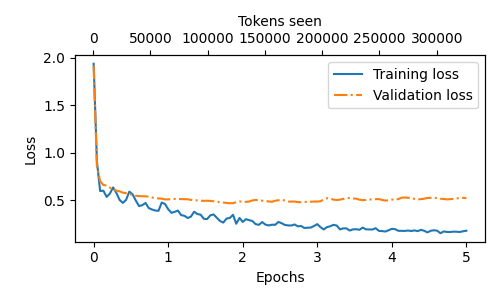 Tokens seen
0 50000 100000 150000 200000 250000 300000
2.0
1.5
1.0
0.5
Loss
Training loss
Validation loss
0 1 2 3 4 5
Epochs